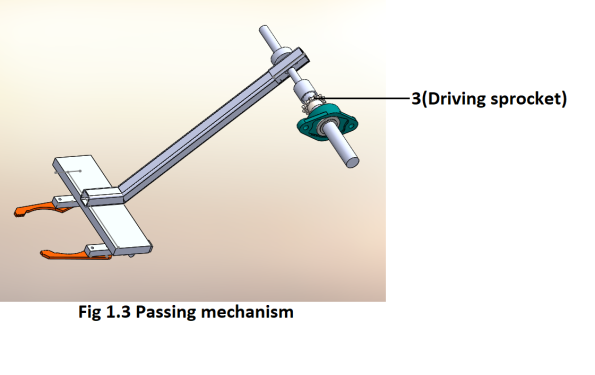 3(Driving sprocket)
Fig 1.3 Passing mechanism